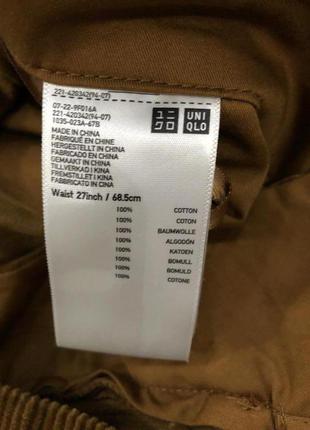 221-420342(94-07)
07-22-9F016A
221-420342(94-07)
1035-023A-67B
ユニ
クロ
UNI
QLO
MADE IN CHINA
FABRIQUÉ EN CHINE
HERGESTELLT IN CHINA
FABRICADO EN CHINA
GEMAAKT IN CHINA
TILLVERKAD I KINA
FREMSTILLET I KINA
FABBRICATO IN CINA
Waist 27inch / 68.5cm
100% COTTON
100% COTON
100% BAUMWOLLE
100% ALGODÓN
100% KATOEN
100% BOMULL
100% BOMULD
100% COTONE